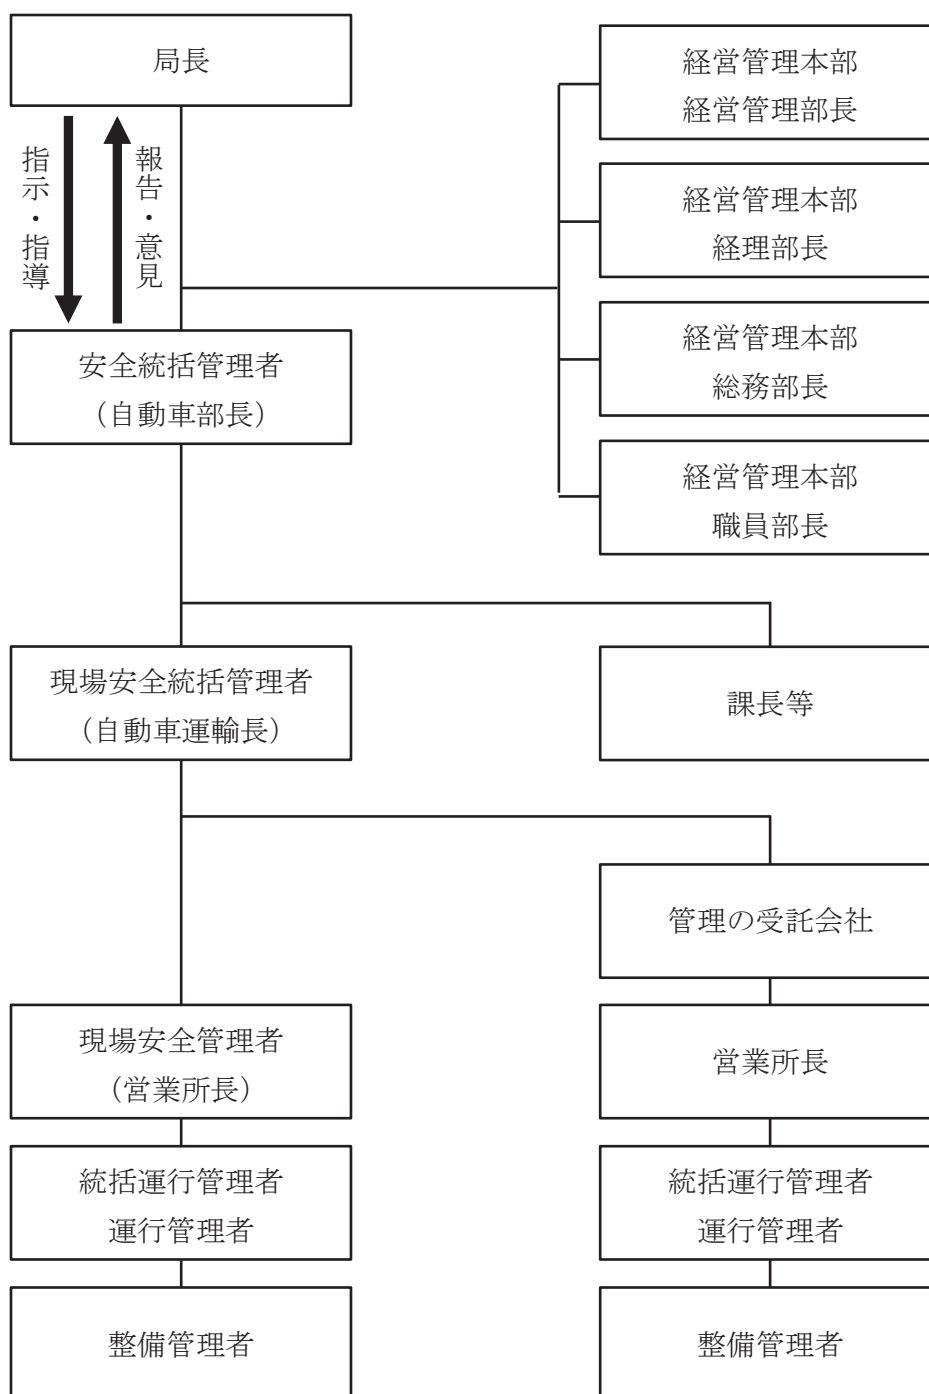 局長
指示・指導
報告・意見
経営管理本部
経営管理部長
経営管理本部
経理部長
経営管理本部
総務部長
経営管理本部
職員部長
安全統括管理者
（自動車部長）
現場安全統括管理者
（自動車運輸長）
課長等
管理の受託会社
現場安全管理者
（営業所長）
営業所長
統括運行管理者
運行管理者
統括運行管理者
運行管理者
整備管理者
整備管理者